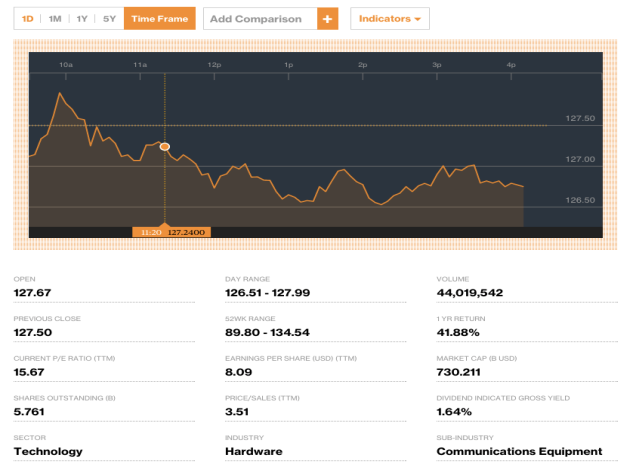 1D | 1M | 1Y | 5Y Time Frame Add Comparison + Indicators
10a 11a 12p 1p 2p 3p 4p
127.50
127.00
126.50
11:20 127.2400
OPEN DAY RANGE VOLUME
127.67 126.51 - 127.99 44,019,542
PREVIOUS CLOSE 52WK RANGE 1 YR RETURN
127.50 89.80 - 134.54 41.88%
CURRENT P/E RATIO (TTM) EARNINGS PER SHARE (USD) (TTM) MARKET CAP (B USD)
15.67 8.09 730.211
SHARES OUTSTANDING (B) PRICE/SALES (TTM) DIVIDEND INDICATED GROSS YIELD
5.761 3.51 1.64%
SECTOR INDUSTRY SUB-INDUSTRY
Technology Hardware Communications Equipment